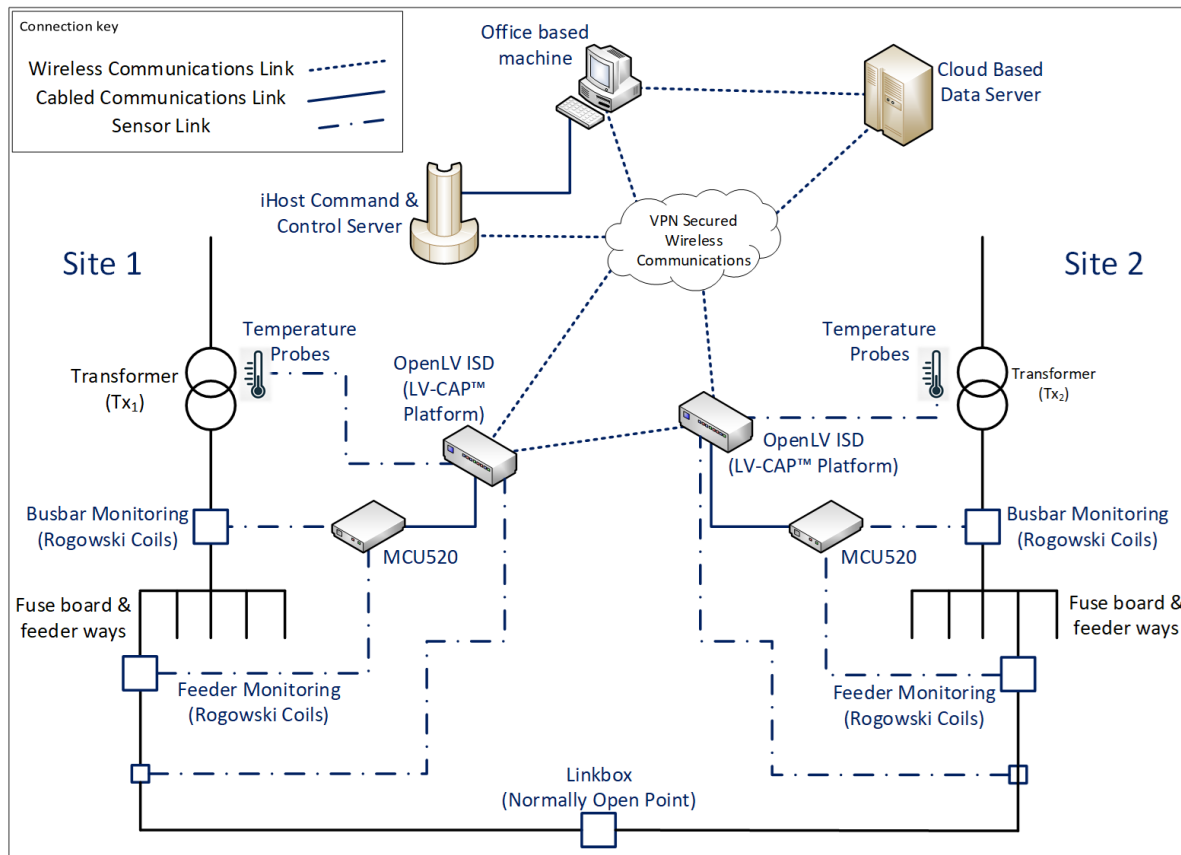 Connection key
Wireless Communications Link
Cabled Communications Link
Sensor Link
Office based
machine
Cloud Based
Data Server
iHost Command &
Control Server
VPN Secured
Wireless
Communications
Site 1
Site 2
Temperature
Probes
Temperature
Probes
OpenLV ISD
(LV-CAP™
Platform)
Transformer
(Tx₁)
Transformer
(Tx₂)
OpenLV ISD
(LV-CAP™ Platform)
Busbar Monitoring
(Rogowski Coils)
MCU520
MCU520
Busbar Monitoring
(Rogowski Coils)
Fuse board &
feeder ways
Fuse board &
feeder ways
Feeder Monitoring
(Rogowski Coils)
Feeder Monitoring
(Rogowski Coils)
Linkbox
(Normally Open Point)